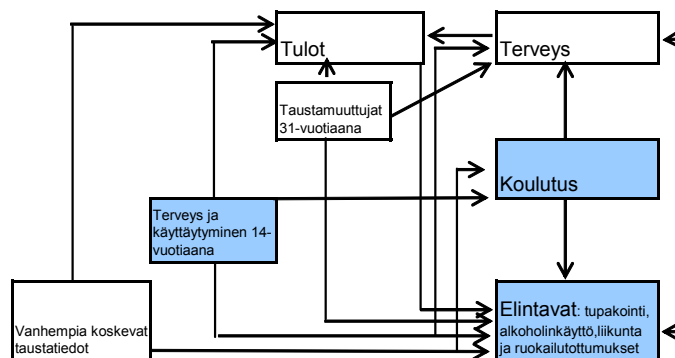 Tulot
Terveys
Taustamuuttujat
31-vuotiaana
Koulutus
Terveys ja
käyttäytyminen 14-
vuotiaana
Elintavat: tupakointi,
alkoholinkäyttö,liikunta
ja ruokailutottumukset
Vanhempia koskevat
taustatiedot